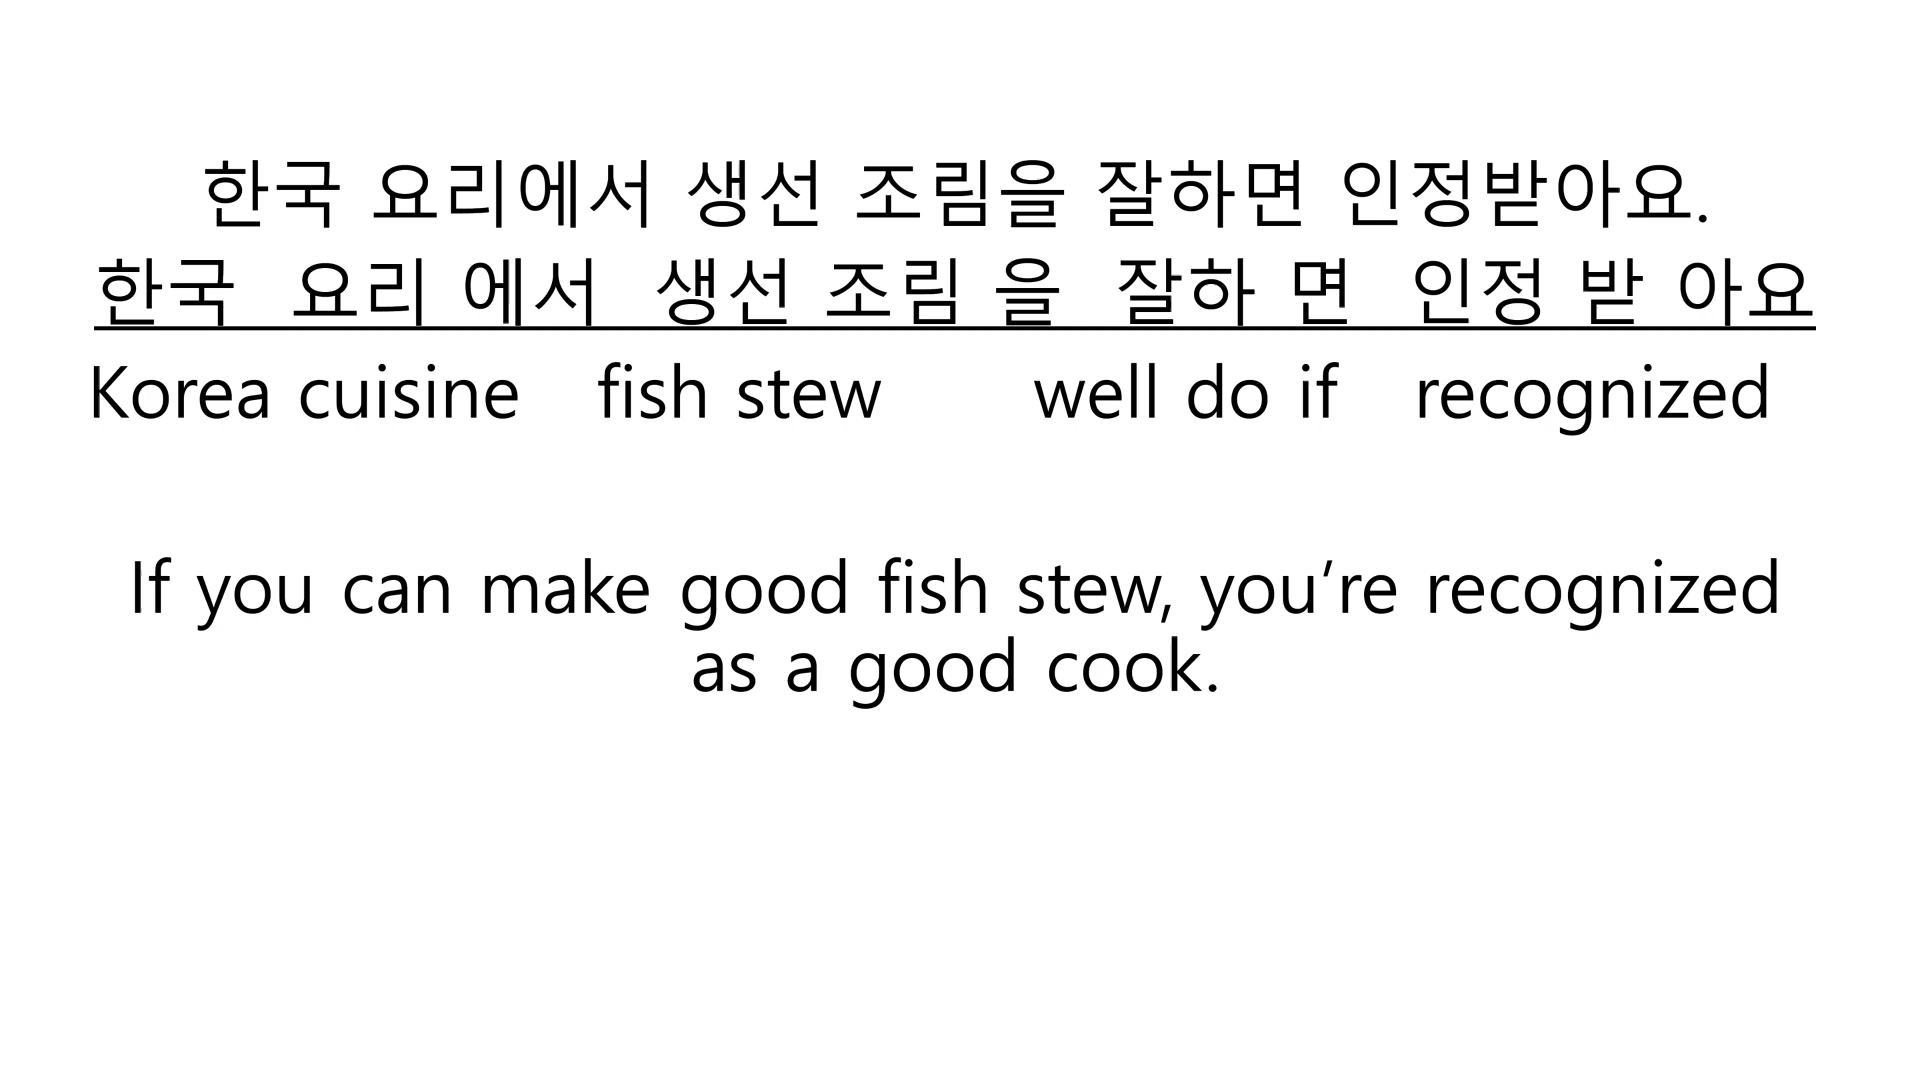 한국 요리에서 생선 조림을 잘하면 인정받아요.
한국 요리 에서 생선 조림 을 잘하 면 인정 받 아요
Korea cuisine fish stew well do if recognized
If you can make good fish stew, you’re recognized
as a good cook.